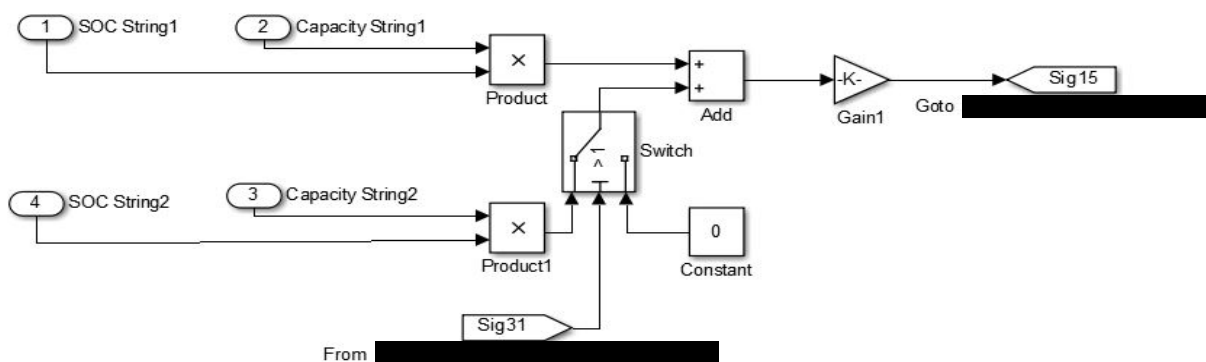 1
SOC String1
2
Capacity String1
×
Product
+
+
Add
-K-
Gain1
Sig15
Goto
> 1
Switch
4
SOC String2
3
Capacity String2
×
Product1
0
Constant
Sig31
From